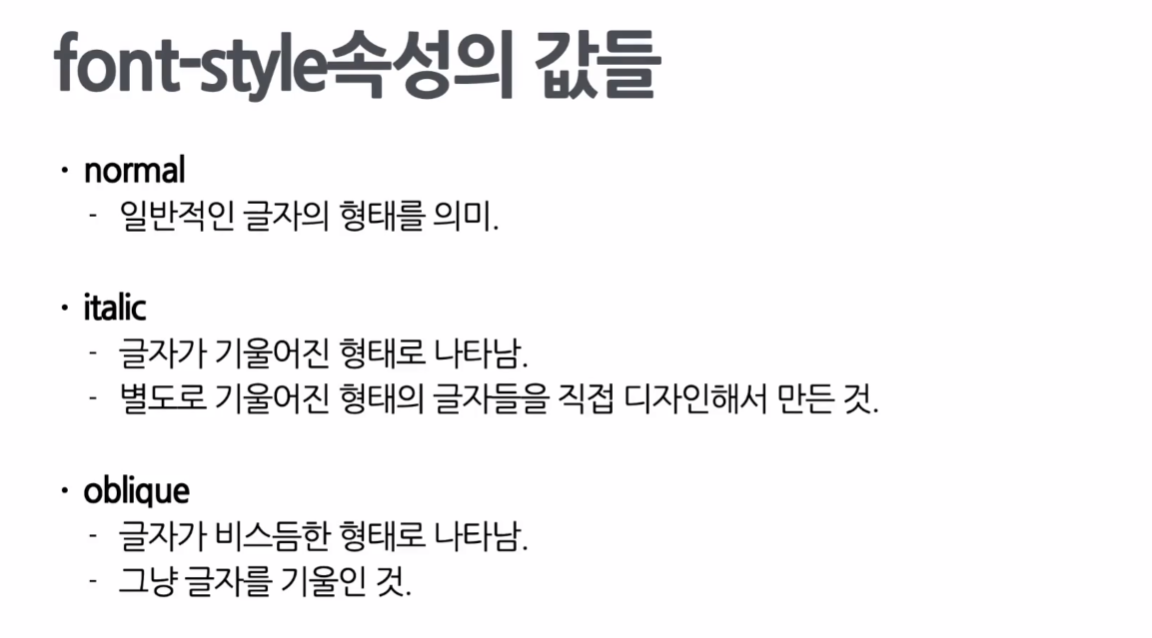 font-style속성의 값들
· normal
- 일반적인 글자의 형태를 의미.
· italic
- 글자가 기울어진 형태로 나타남.
- 별도로 기울어진 형태의 글자들을 직접 디자인해서 만든 것.
· oblique
- 글자가 비스듬한 형태로 나타남.
- 그냥 글자를 기울인 것.